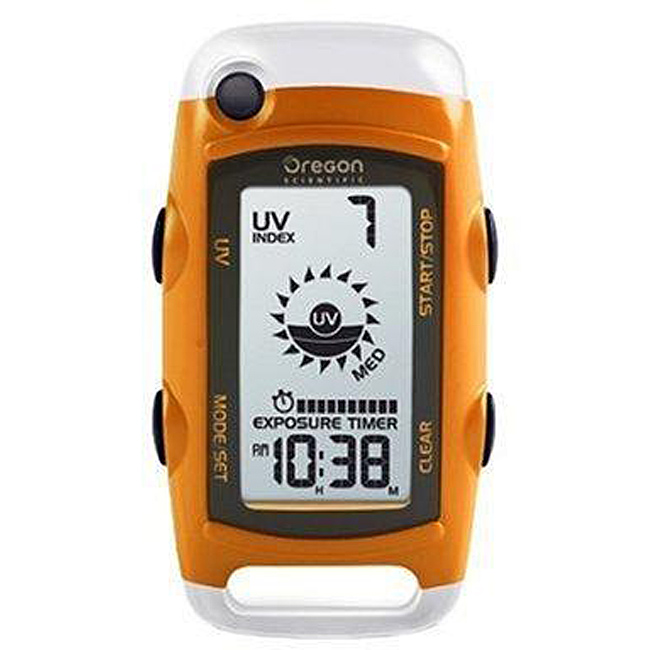 OREGON
SCIENTIFIC
UV 7
INDEX
UV
UV
START/STOP
MED
EXPOSURE TIMER
MODE/SET
CLEAR
AM 10:38
H M